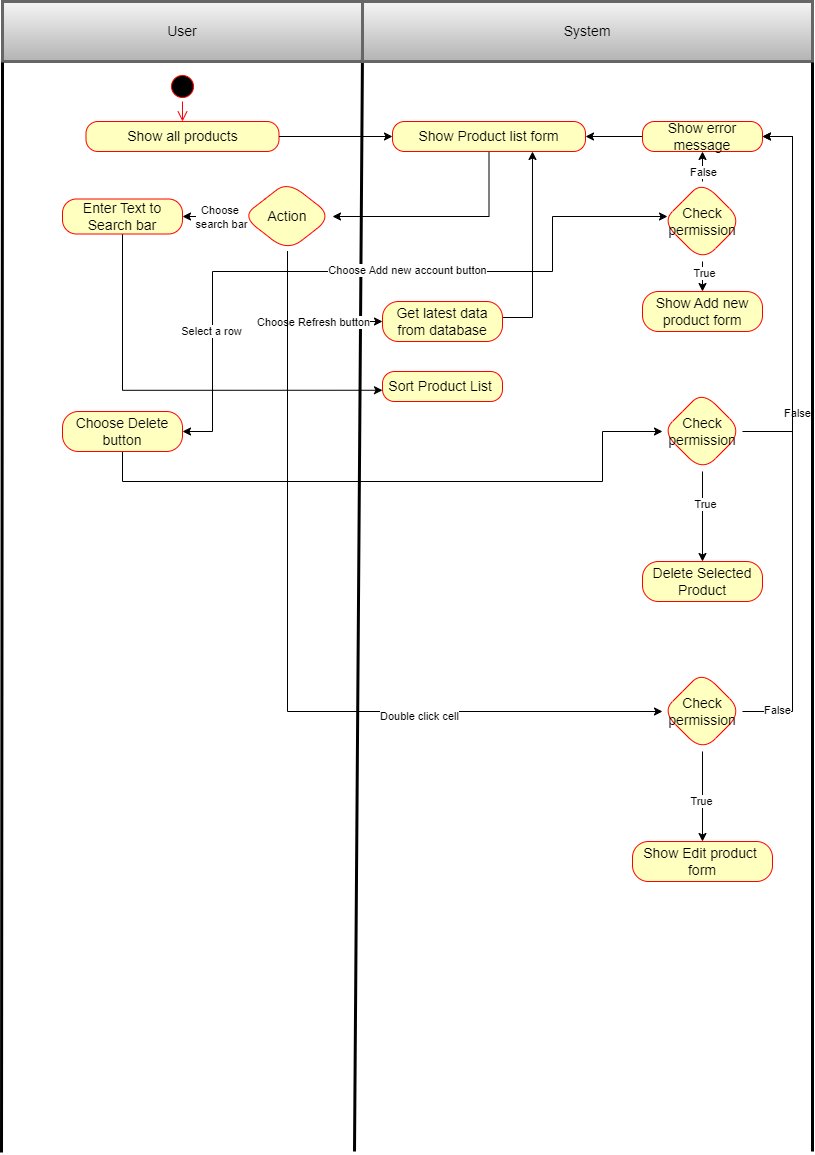 User
System
Show all products
Show Product list form
Show error
message
False
Enter Text to
Search bar
Choose
search bar
Action
Check
permission
Choose Add new account button
True
Show Add new
product form
Select a row
Choose Refresh button
Get latest data
from database
Sort Product List
Choose Delete
button
Check
permission
False
True
Delete Selected
Product
Double click cell
Check
permission
False
True
Show Edit product
form